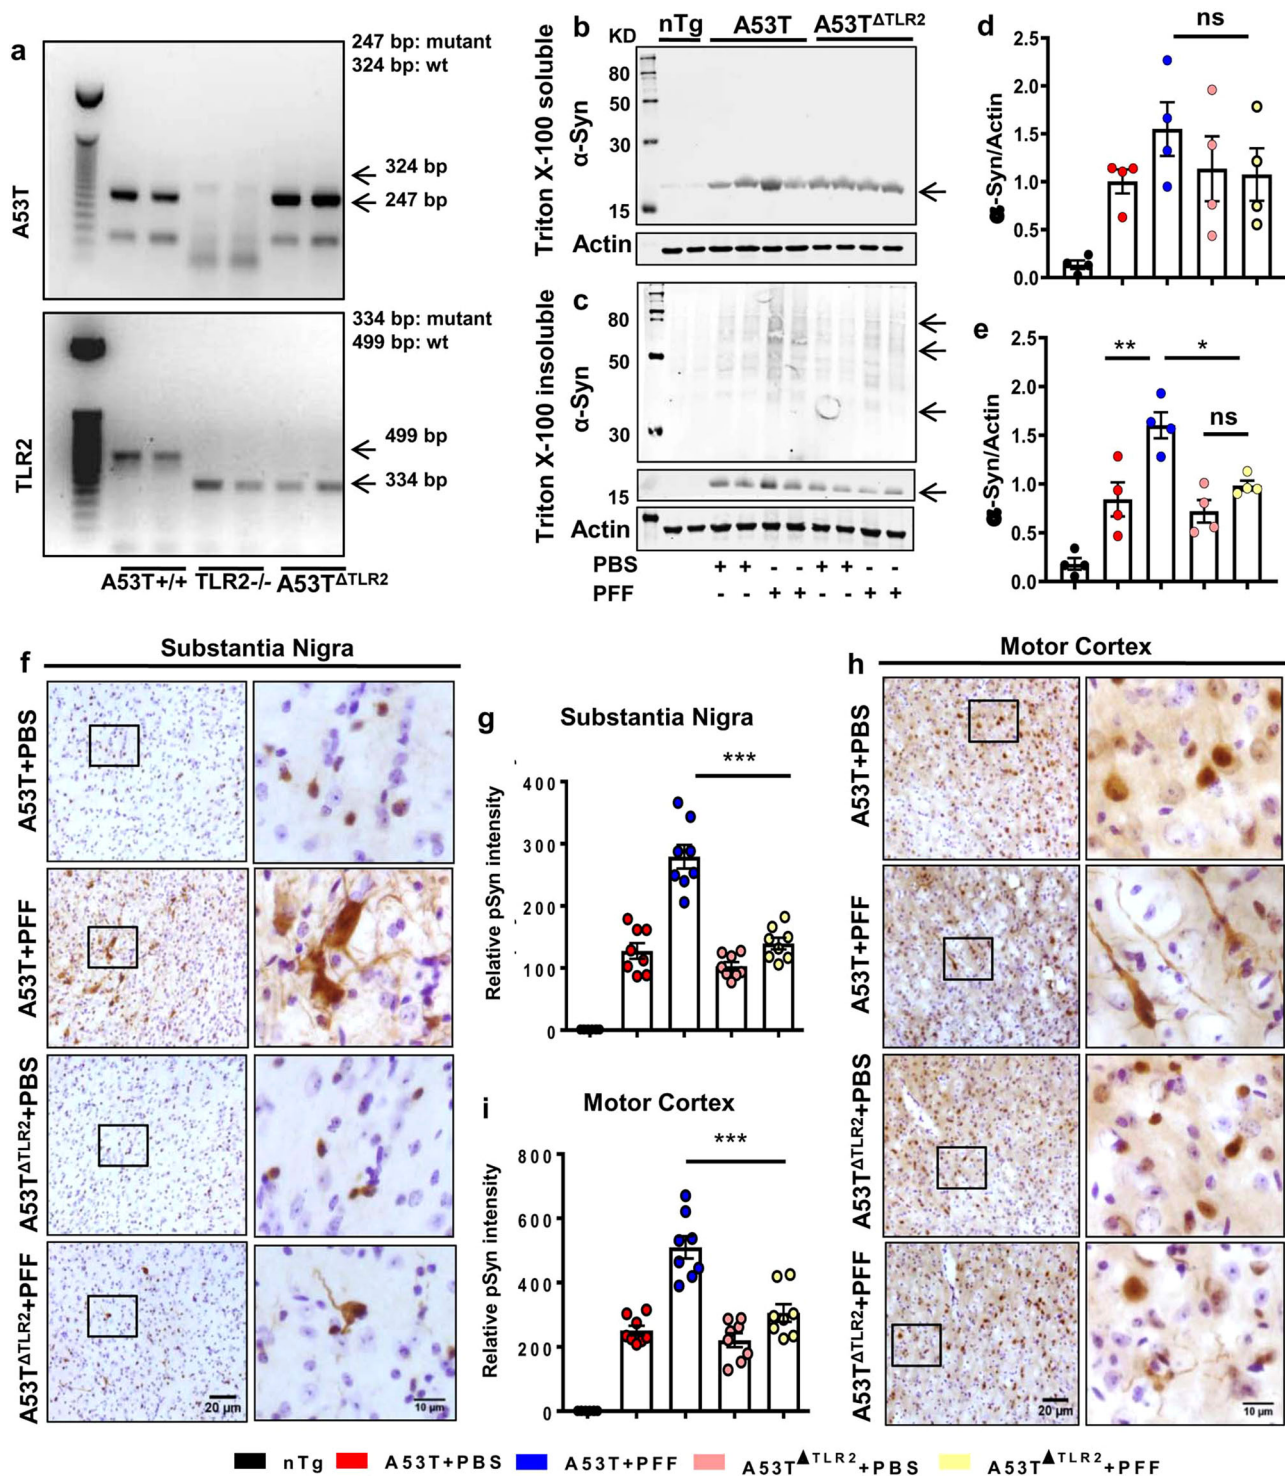 a
247 bp: mutant
324 bp: wt
A53T
324 bp
247 bp
334 bp: mutant
499 bp: wt
TLR2
499 bp
334 bp
A53T+/+ TLR2-/- A53TΔTLR2
b
nTg A53T A53TΔTLR2
KD
Triton X-100 soluble
α-Syn
80
50
30
15
Actin
c
Triton X-100 insoluble
α-Syn
80
50
30
15
Actin
PBS + + - - + + - -
PFF - - + + - - + +
d
ns
-Syn/Actin
2.5
2.0
1.5
1.0
0.5
0.0
e
** *
ns
-Syn/Actin
2.5
2.0
1.5
1.0
0.5
0.0
f
Substantia Nigra
A53T+PBS
A53T+PFF
A53TΔTLR2+PBS
A53TΔTLR2+PFF
20 µm
10 µm
g
Substantia Nigra
***
Relative pSyn intensity
400
300
200
100
0
i
Motor Cortex
***
Relative pSyn intensity
800
600
400
200
0
h
Motor Cortex
A53T+PBS
A53T+PFF
A53TΔTLR2+PBS
A53TΔTLR2+PFF
20 µm
10 µm
nTg A53T+PBS A53T+PFF A53T▲TLR2+PBS A53T▲TLR2+PFF